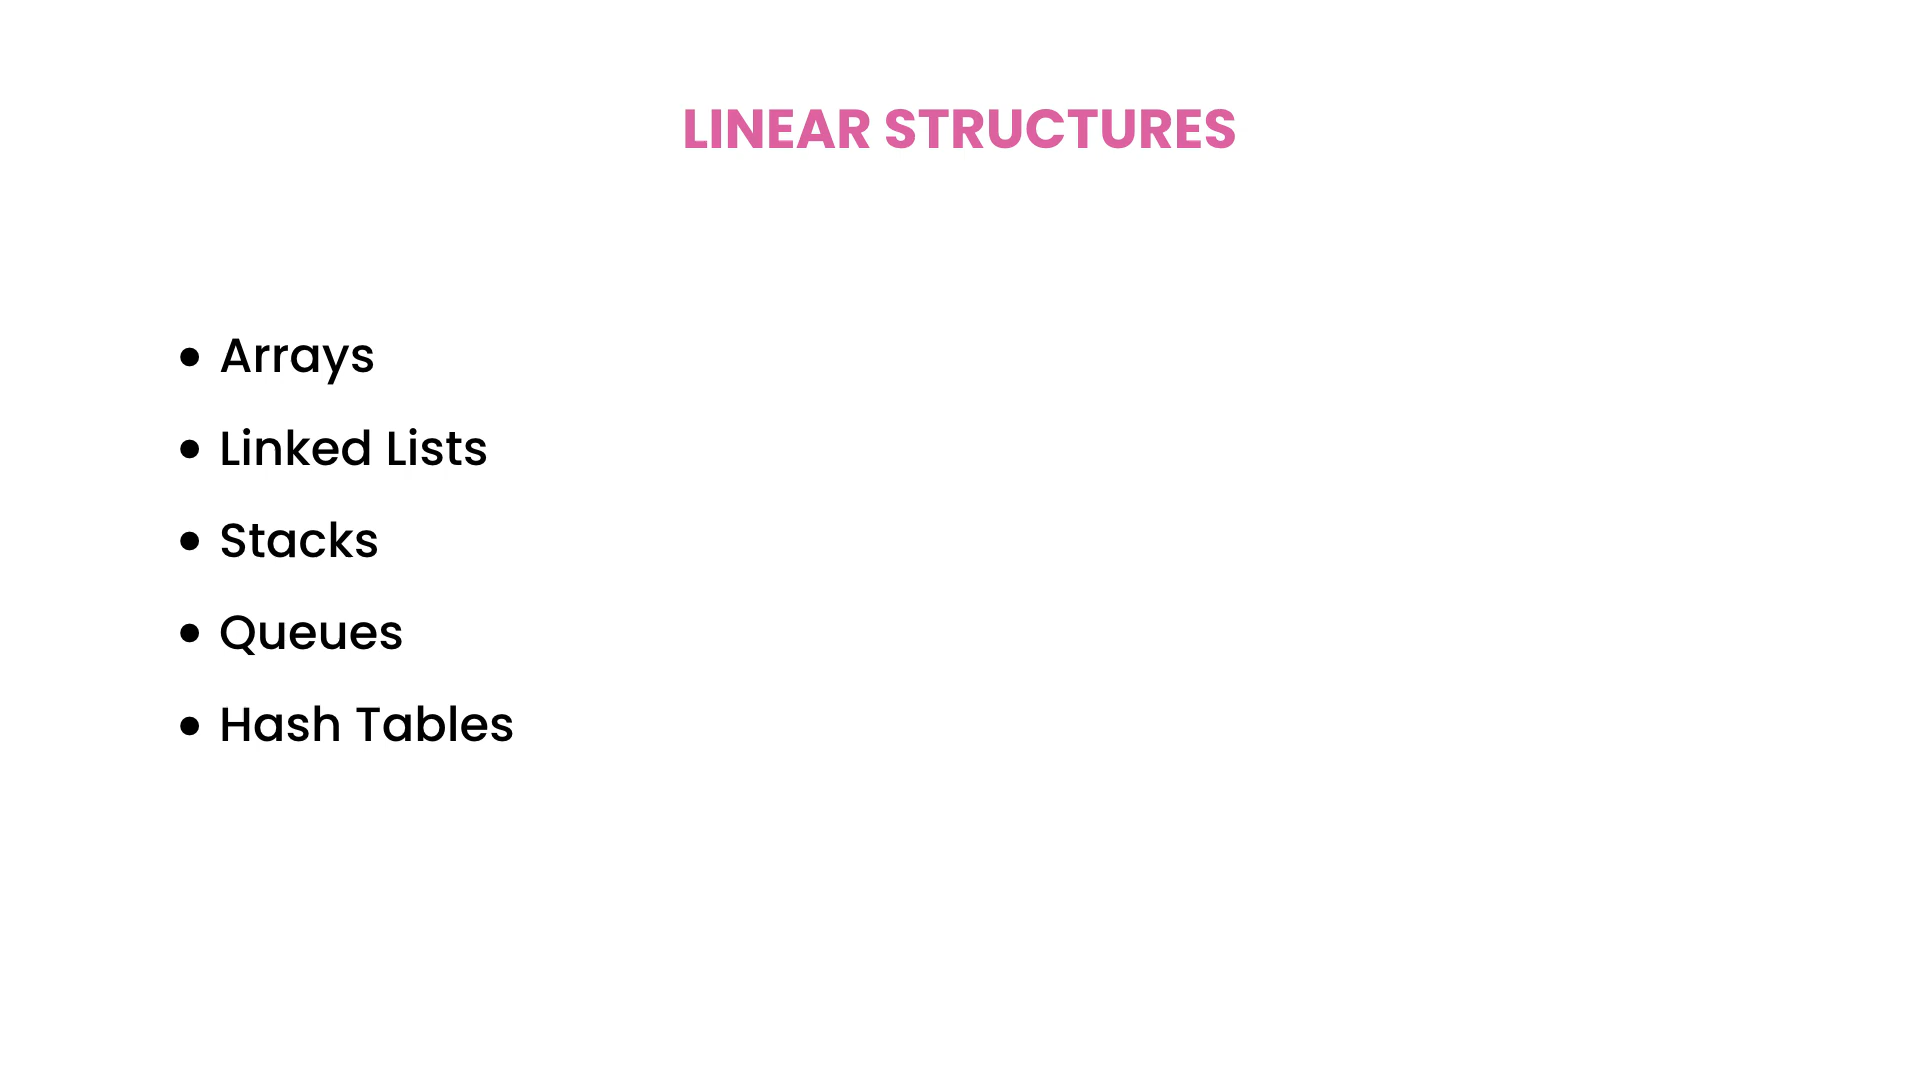 LINEAR STRUCTURES
• Arrays
• Linked Lists
• Stacks
• Queues
• Hash Tables